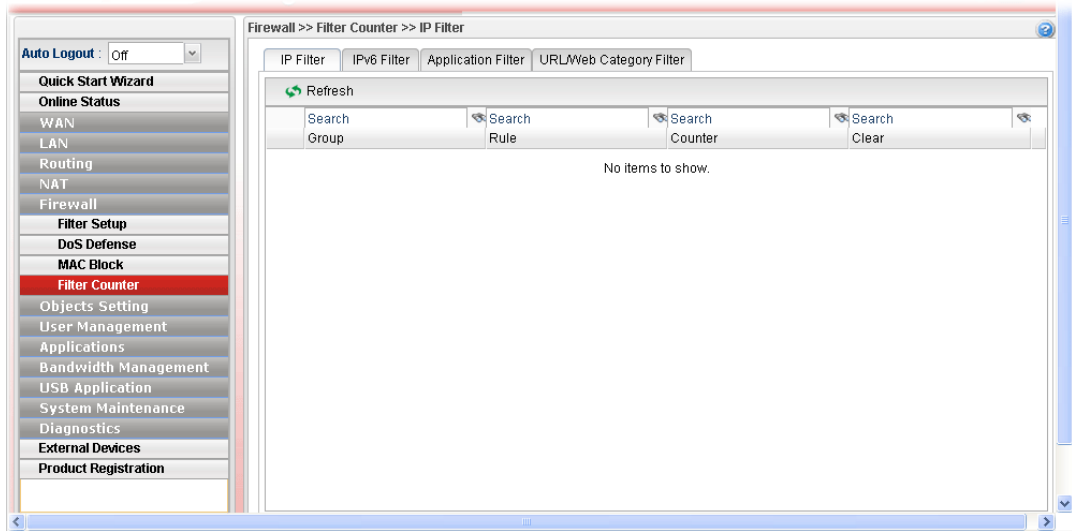 Firewall >> Filter Counter >> IP Filter
Auto Logout : Off
Quick Start Wizard
Online Status
WAN
LAN
Routing
NAT
Firewall
Filter Setup
DoS Defense
MAC Block
Filter Counter
Objects Setting
User Management
Applications
Bandwidth Management
USB Application
System Maintenance
Diagnostics
External Devices
Product Registration
IP Filter IPv6 Filter Application Filter URL/Web Category Filter
Refresh
Search Search Search Search
Group Rule Counter Clear
No items to show.